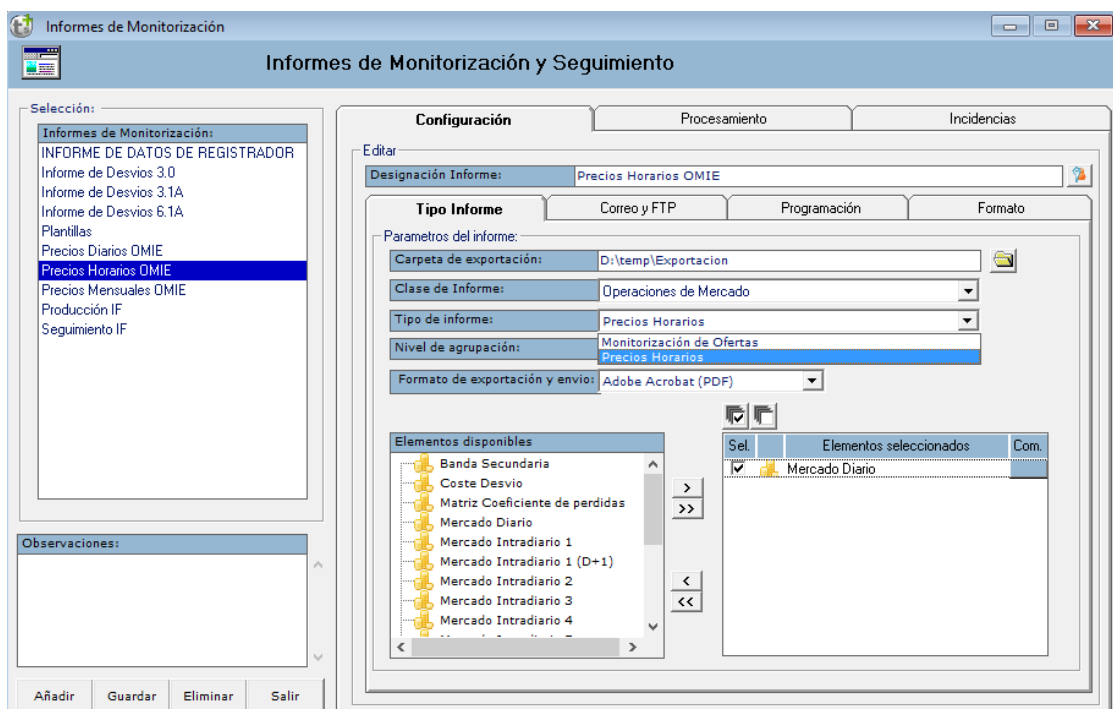 Informes de Monitorización
Informes de Monitorización y Seguimiento
Selección:
Informes de Monitorización:
INFORME DE DATOS DE REGISTRADOR
Informe de Desvios 3.0
Informe de Desvios 3.1A
Informe de Desvios 6.1A
Plantillas
Precios Diarios OMIE
Precios Horarios OMIE
Precios Mensuales OMIE
Producción IF
Seguimiento IF
Observaciones:
Añadir Guardar Eliminar Salir
Configuración Procesamiento Incidencias
Editar
Designación Informe: Precios Horarios OMIE
Tipo Informe Correo y FTP Programación Formato
Parametros del informe:
Carpeta de exportación: D:\temp\Exportacion
Clase de Informe: Operaciones de Mercado
Tipo de informe: Precios Horarios
Monitorización de Ofertas
Nivel de agrupación: Precios Horarios
Formato de exportación y envio: Adobe Acrobat (PDF)
Elementos disponibles
Banda Secundaria
Coste Desvio
Matriz Coeficiente de perdidas
Mercado Diario
Mercado Intradiario 1
Mercado Intradiario 1 (D+1)
Mercado Intradiario 2
Mercado Intradiario 3
Mercado Intradiario 4
> 
>>
<
<<
Sel. Elementos seleccionados Com.
Mercado Diario